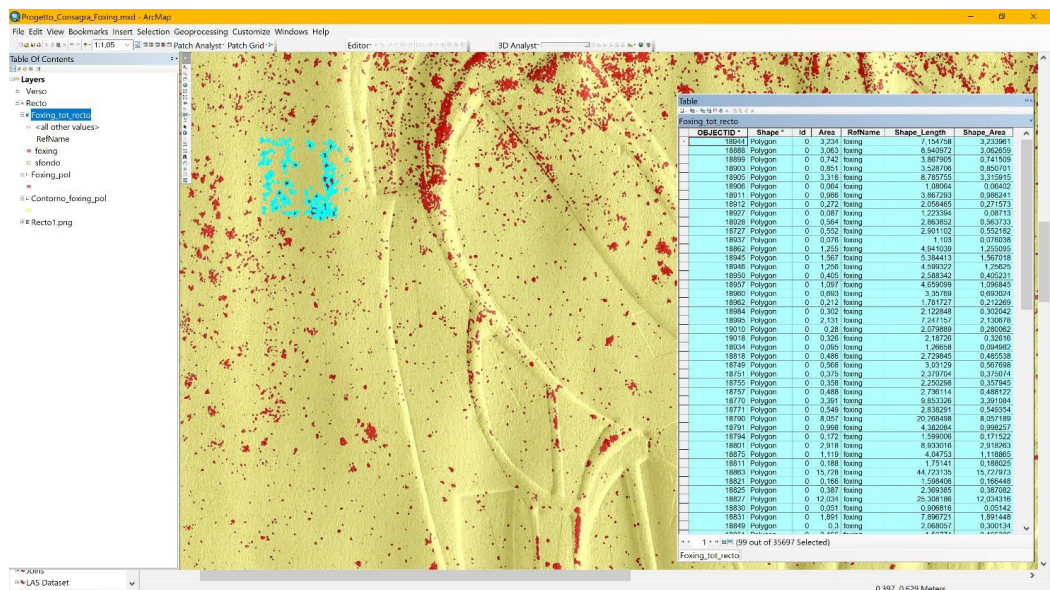 Progetto_Consagra_Foxing.mxd - ArcMap
File Edit View Bookmarks Insert Selection Geoprocessing Customize Windows Help
1:1,05 Patch Analyst Patch Grid Editor 3D Analyst
Table Of Contents
Layers
Verso
Recto
Foxing_tot_recto
<all other values>
RefName
foxing
sfondo
Foxing_pol
Contorno_foxing_pol
Recto1.png
LAS Dataset
Table
Foxing_tot_recto
OBJECTID * Shape * Id Area RefName Shape_Length Shape_Area
18944 Polygon 0 3,234 foxing 7,154758 3,233961
18888 Polygon 0 3,063 foxing 8,940972 3,062659
18899 Polygon 0 0,742 foxing 3,867905 0,741509
18903 Polygon 0 0,851 foxing 3,528706 0,850701
18905 Polygon 0 3,316 foxing 8,785755 3,315915
18906 Polygon 0 0,064 foxing 1,08064 0,06402
18911 Polygon 0 0,986 foxing 3,867293 0,986241
18912 Polygon 0 0,272 foxing 2,058465 0,271573
18927 Polygon 0 0,087 foxing 1,223394 0,08713
18928 Polygon 0 0,564 foxing 2,863852 0,563733
18727 Polygon 0 0,552 foxing 2,901102 0,552182
18937 Polygon 0 0,076 foxing 1,103 0,076038
18862 Polygon 0 1,255 foxing 4,941039 1,255095
18945 Polygon 0 1,567 foxing 5,384413 1,567018
18946 Polygon 0 1,256 foxing 4,599322 1,25625
18950 Polygon 0 0,405 foxing 2,588342 0,405231
18957 Polygon 0 1,097 foxing 4,659099 1,096845
18960 Polygon 0 0,693 foxing 3,35769 0,693024
18962 Polygon 0 0,212 foxing 1,781727 0,212269
18984 Polygon 0 0,302 foxing 2,122848 0,302042
18995 Polygon 0 2,131 foxing 7,247157 2,130678
19010 Polygon 0 0,28 foxing 2,079889 0,280062
19018 Polygon 0 0,326 foxing 2,18726 0,32616
18934 Polygon 0 0,095 foxing 1,26658 0,094982
18818 Polygon 0 0,486 foxing 2,729845 0,485538
18749 Polygon 0 0,568 foxing 3,03129 0,567698
18751 Polygon 0 0,375 foxing 2,379704 0,375074
18755 Polygon 0 0,358 foxing 2,250298 0,357945
18757 Polygon 0 0,488 foxing 2,736114 0,488122
18770 Polygon 0 3,391 foxing 9,853326 3,391084
18771 Polygon 0 0,549 foxing 2,838291 0,549354
18790 Polygon 0 8,057 foxing 20,268498 8,057189
18791 Polygon 0 0,998 foxing 4,382084 0,998257
18794 Polygon 0 0,172 foxing 1,599006 0,171522
18801 Polygon 0 2,918 foxing 8,933016 2,918263
18875 Polygon 0 1,119 foxing 4,04753 1,118865
18811 Polygon 0 0,188 foxing 1,75141 0,188025
18863 Polygon 0 15,728 foxing 44,723135 15,727973
18821 Polygon 0 0,166 foxing 1,598406 0,166448
18825 Polygon 0 0,387 foxing 2,369385 0,387082
18827 Polygon 0 12,034 foxing 25,308186 12,034316
18830 Polygon 0 0,051 foxing 0,906816 0,05142
18831 Polygon 0 1,891 foxing 7,896721 1,891448
18849 Polygon 0 0,3 foxing 2,068057 0,300134
1 (99 out of 35697 Selected)
Foxing_tot_recto
0,397 0,629 Meters